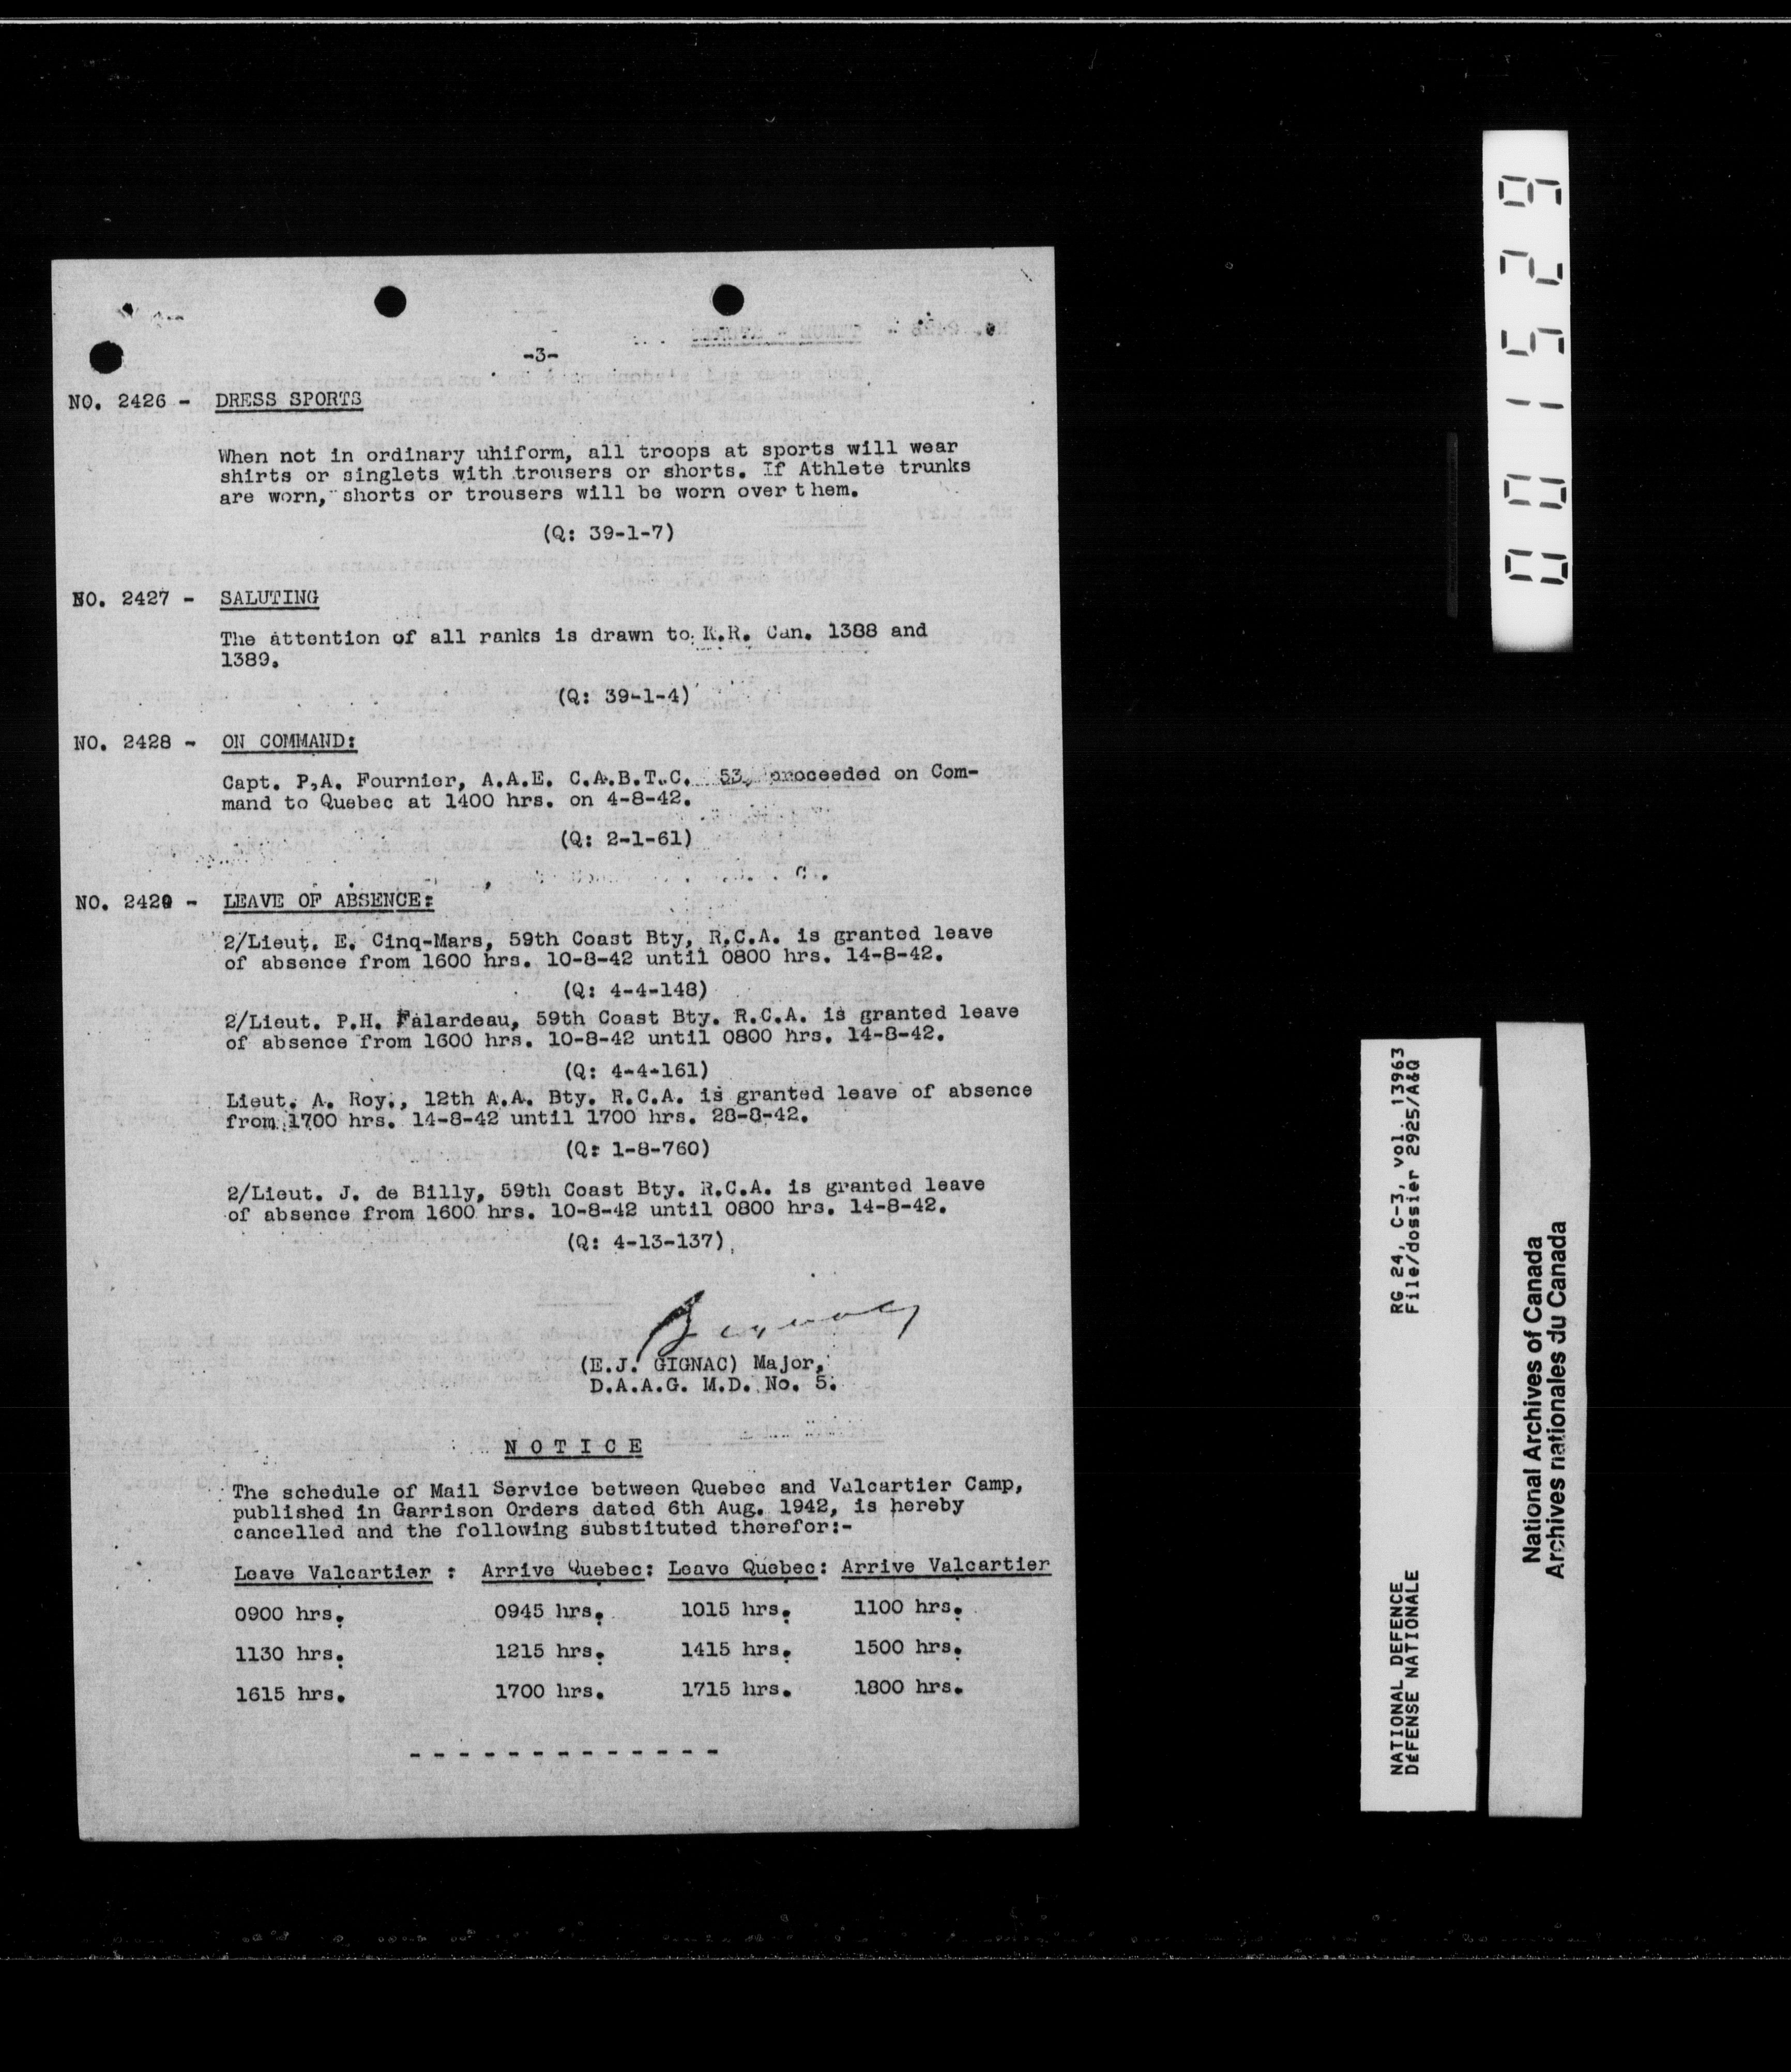 -3-
NO. 2426 - DRESS SPORTS
When not in ordinary uhiform, all troops at sports will wear
shirts or singlets with trousers or shorts. If Athlete trunks
are worn, shorts or trousers will be worn over them.
(Q: 39-1-7)
NO. 2427 - SALUTING
The attention of all ranks is drawn to K.R. Can. 1388 and
1389.
(Q: 39-1-4)
NO. 2428 - ON COMMAND:
Capt. P.A. Fournier, A.A.E. C.A.B.T.C. 53, proceeded on Com-
mand to Quebec at 1400 hrs. on 4-8-42.
(Q: 2-1-61)
NO. 2429 - LEAVE OF ABSENCE:
2/Lieut. E. Cinq-Mars, 59th Coast Bty, R.C.A. is granted leave
of absence from 1600 hrs. 10-8-42 until 0800 hrs. 14-8-42.
(Q: 4-4-148)
2/Lieut. P.H. Falardeau, 59th Coast Bty. R.C.A. is granted leave
of absence from 1600 hrs. 10-8-42 until 0800 hrs. 14-8-42.
(Q: 4-4-161)
Lieut. A. Roy., 12th A.A. Bty. R.C.A. is granted leave of absence
from 1700 hrs. 14-8-42 until 1700 hrs. 28-8-42.
(Q: 1-8-760)
2/Lieut. J. de Billy, 59th Coast Bty. R.C.A. is granted leave
of absence from 1600 hrs. 10-8-42 until 0800 hrs. 14-8-42.
(Q: 4-13-137)
(E.J. GIGNAC) Major,
D.A.A.G. M.D. No. 5.
N O T I C E
The schedule of Mail Service between Quebec and Valcartier Camp,
published in Garrison Orders dated 6th Aug. 1942, is hereby
cancelled and the following substituted therefor:-
Leave Valcartier : Arrive Quebec: Leave Quebec: Arrive Valcartier
0900 hrs. 0945 hrs. 1015 hrs. 1100 hrs.
1130 hrs. 1215 hrs. 1415 hrs. 1500 hrs.
1615 hrs. 1700 hrs. 1715 hrs. 1800 hrs.
- - - - - - - - - - - - -
001529
RG 24, C-3, vol. 13963
File/dossier 2925/A&Q
NATIONAL DEFENCE
DÉFENSE NATIONALE
National Archives of Canada
Archives nationales du Canada